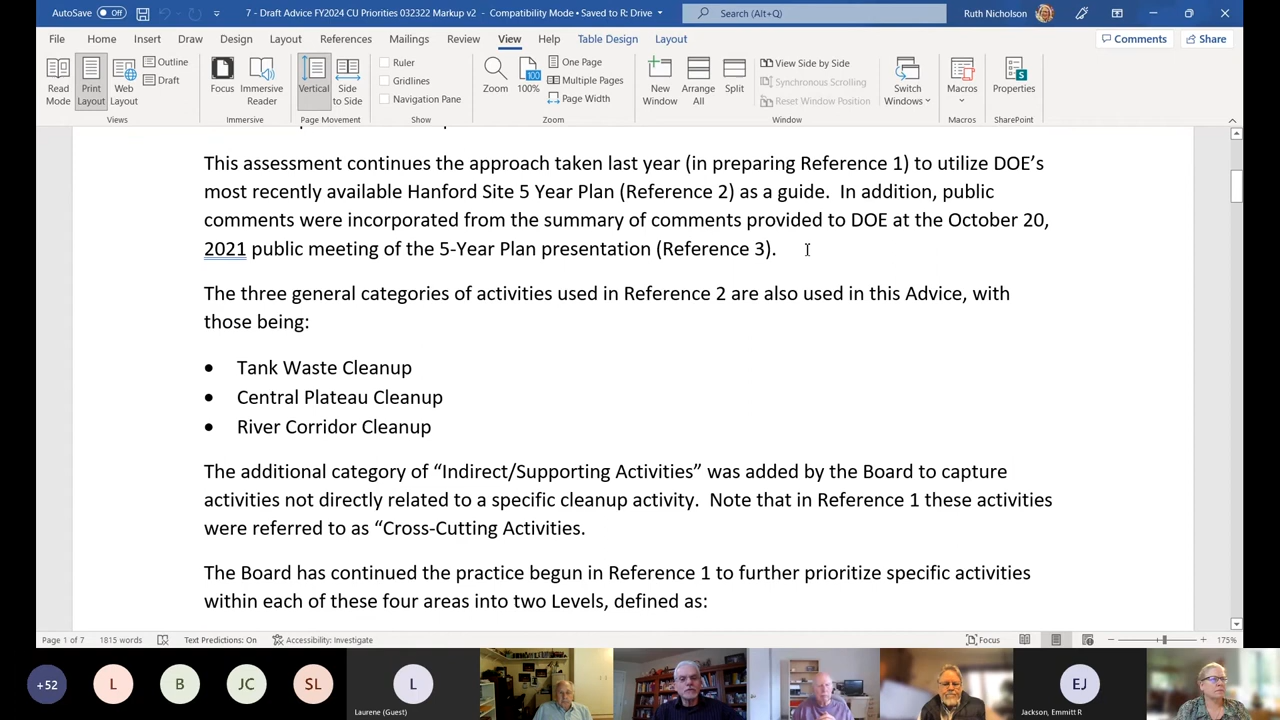 AutoSave Off Draft Advice FY2024 CU Priorities 032322 Markup v2 - Compatibility Mode • Saved to R: Drive Search (Alt+Q) Ruth Nicholson
File Home Insert Draw Design Layout References Mailings Review View Help Table Design Layout Comments Share
Read Mode
Print Layout
Web Layout
Outline
Draft
Views
Focus
Immersive Reader
Immersive
Vertical
Side to Side
Page Movement
Ruler
Gridlines
Navigation Pane
Show
Zoom
100
100%
One Page
Multiple Pages
Page Width
Zoom
New Window
Arrange All
Split
View Side by Side
Synchronous Scrolling
Reset Window Position
Window
Switch Windows
Macros
Macros
Properties
SharePoint
This assessment continues the approach taken last year (in preparing Reference 1) to utilize DOE's
most recently available Hanford Site 5 Year Plan (Reference 2) as a guide. In addition, public
comments were incorporated from the summary of comments provided to DOE at the October 20,
2021 public meeting of the 5-Year Plan presentation (Reference 3).
The three general categories of activities used in Reference 2 are also used in this Advice, with
those being:
• Tank Waste Cleanup
• Central Plateau Cleanup
• River Corridor Cleanup
The additional category of “Indirect/Supporting Activities” was added by the Board to capture
activities not directly related to a specific cleanup activity. Note that in Reference 1 these activities
were referred to as “Cross-Cutting Activities.
The Board has continued the practice begun in Reference 1 to further prioritize specific activities
within each of these four areas into two Levels, defined as:
Page 1 of 7 1815 words Text Predictions: On Accessibility: Investigate Focus 175%
+52 L B JC SL L EJ
Laurene (Guest) Jackson, Emmitt R